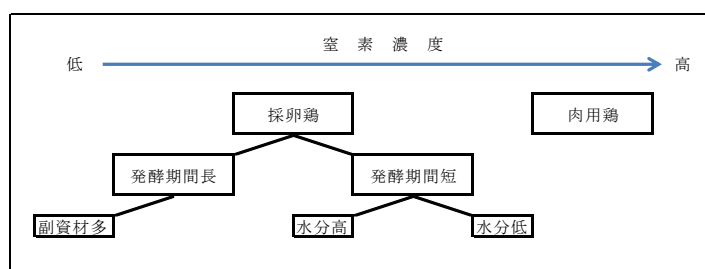 窒素濃度
低 高
採卵鶏 肉用鶏
発酵期間長 発酵期間短
副資材多 水分高 水分低